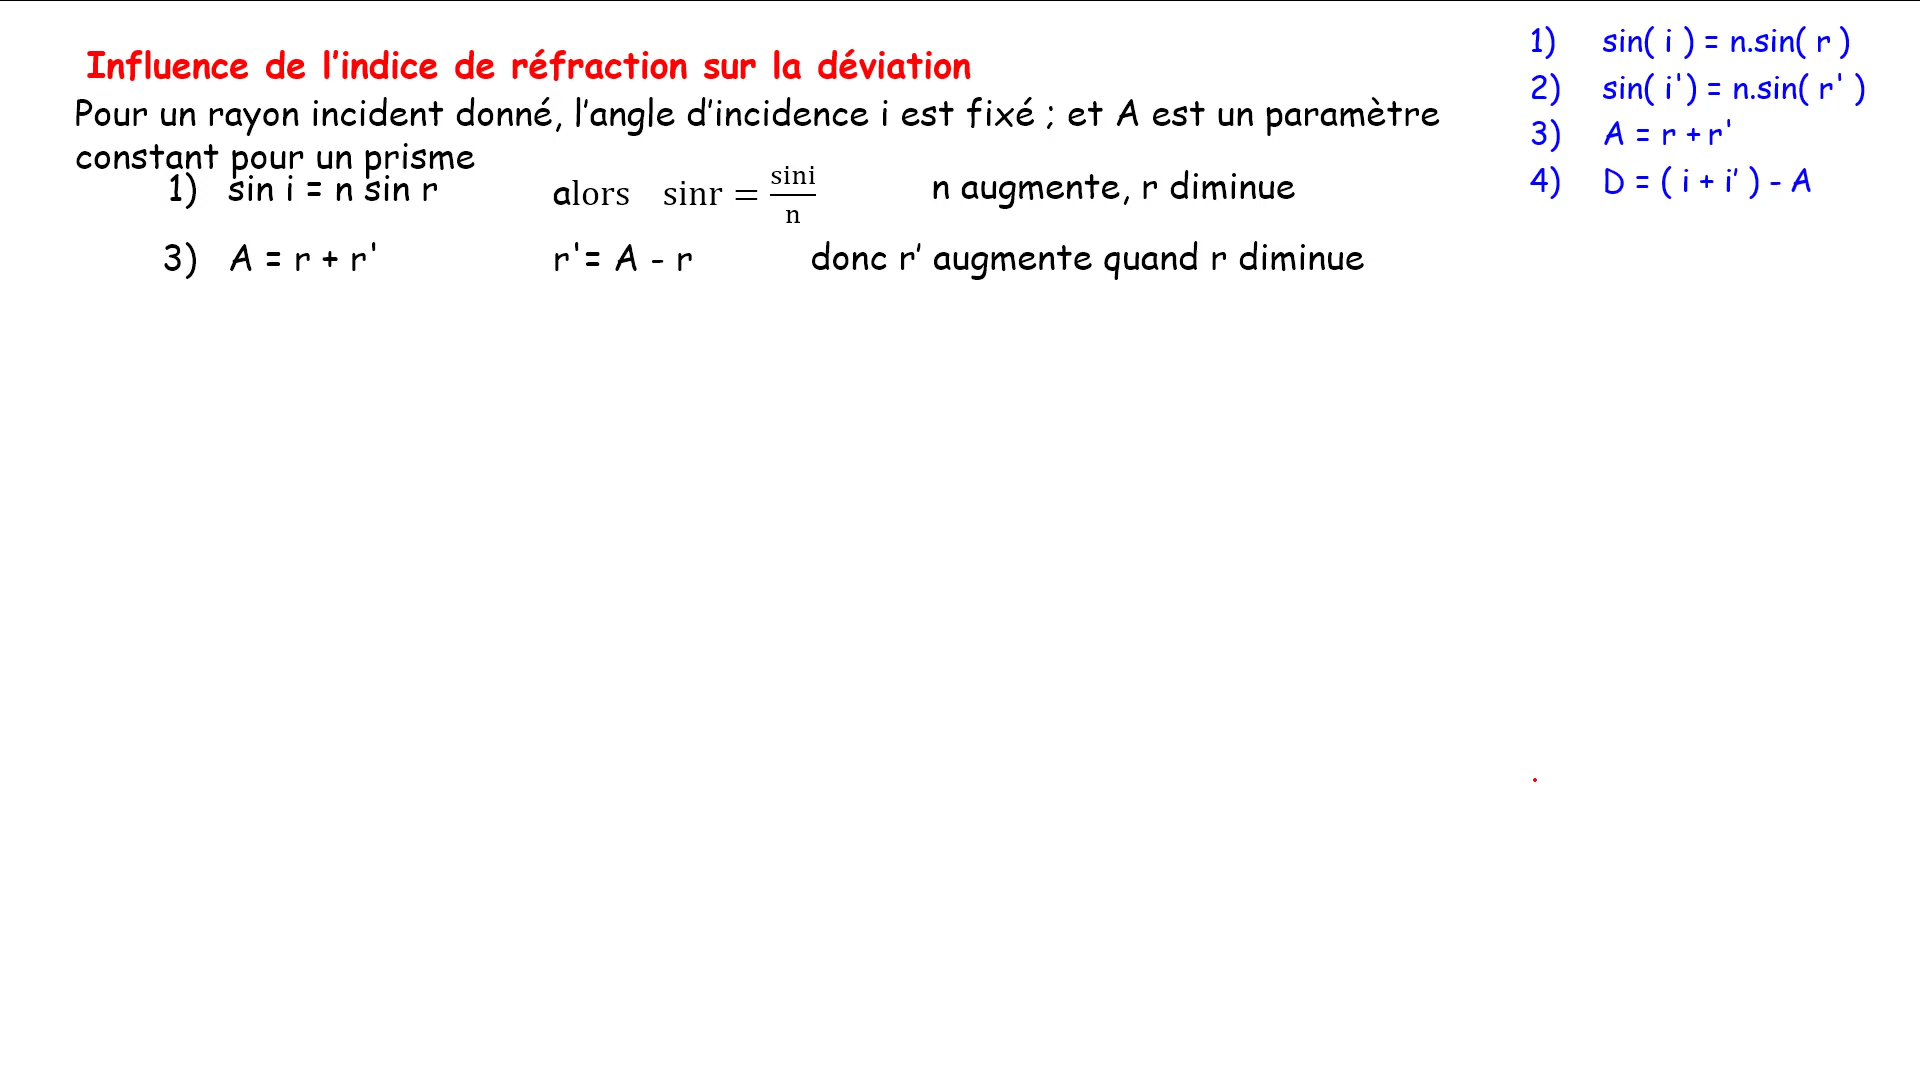 Influence de l’indice de réfraction sur la déviation
Pour un rayon incident donné, l’angle d’incidence i est fixé ; et A est un paramètre
constant pour un prisme
1) sin i = n sin r alors sinr = sini/n n augmente, r diminue
3) A = r + r' r'= A - r donc r’ augmente quand r diminue
1) sin( i ) = n.sin( r )
2) sin( i') = n.sin( r' )
3) A = r + r'
4) D = ( i + i’ ) - A